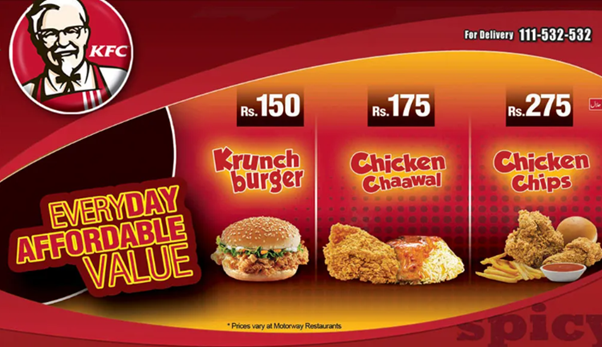 KFC
For Delivery 111-532-532
Rs.150
Rs.175
Rs.275
حلال
Krunch
burger
Chicken
Chaawal
Chicken
Chips
EVERYDAY
AFFORDABLE
VALUE
* Prices vary at Motorway Restaurants
spicy